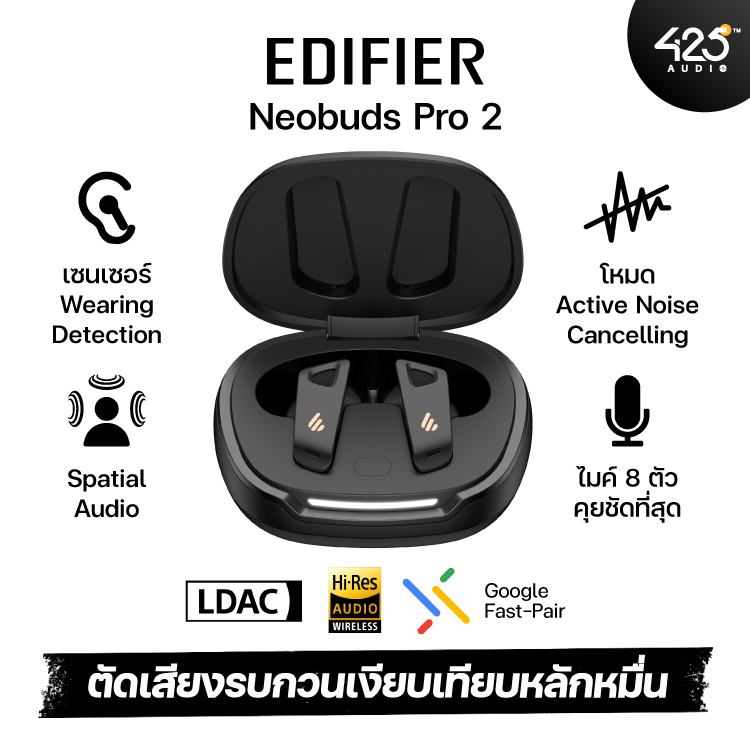 EDIFIER
Neobuds Pro 2
425™
AUDIO
เซนเซอร์
Wearing
Detection
โหมด
Active Noise
Cancelling
Spatial
Audio
ไมค์ 8 ตัว
คุยชัดที่สุด
LDAC
Hi-Res
AUDIO
WIRELESS
Google
Fast-Pair
ตัดเสียงรบกวนเงียบเทียบหลักหมื่น